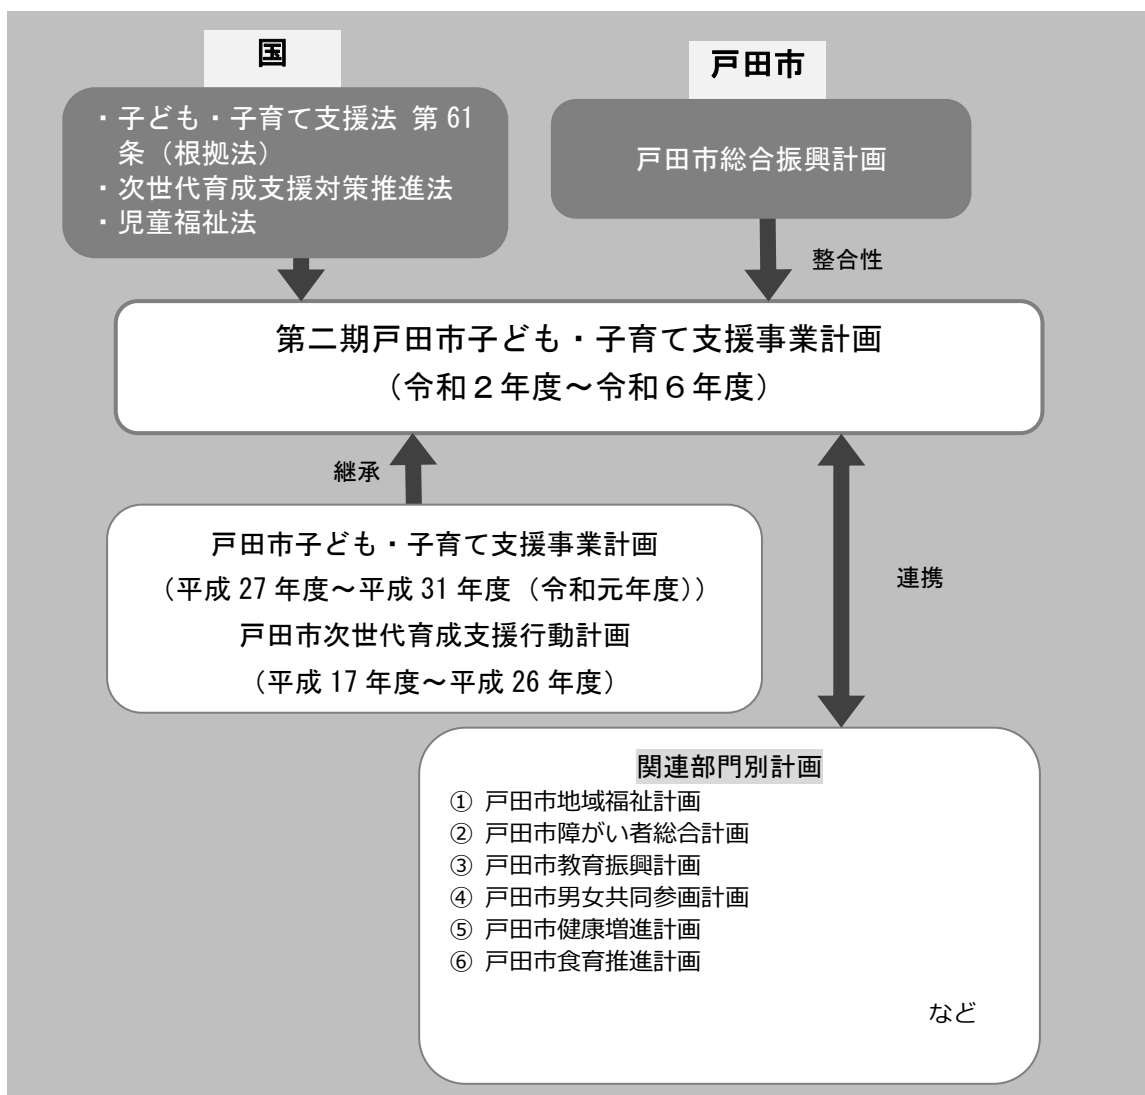 国
・子ども・子育て支援法 第 61
条（根拠法）
・次世代育成支援対策推進法
・児童福祉法
戸田市
戸田市総合振興計画
整合性
第二期戸田市子ども・子育て支援事業計画
（令和２年度～令和６年度）
継承
戸田市子ども・子育て支援事業計画
（平成 27 年度～平成 31 年度（令和元年度））
戸田市次世代育成支援行動計画
（平成 17 年度～平成 26 年度）
連携
関連部門別計画
① 戸田市地域福祉計画
② 戸田市障がい者総合計画
③ 戸田市教育振興計画
④ 戸田市男女共同参画計画
⑤ 戸田市健康増進計画
⑥ 戸田市食育推進計画
など